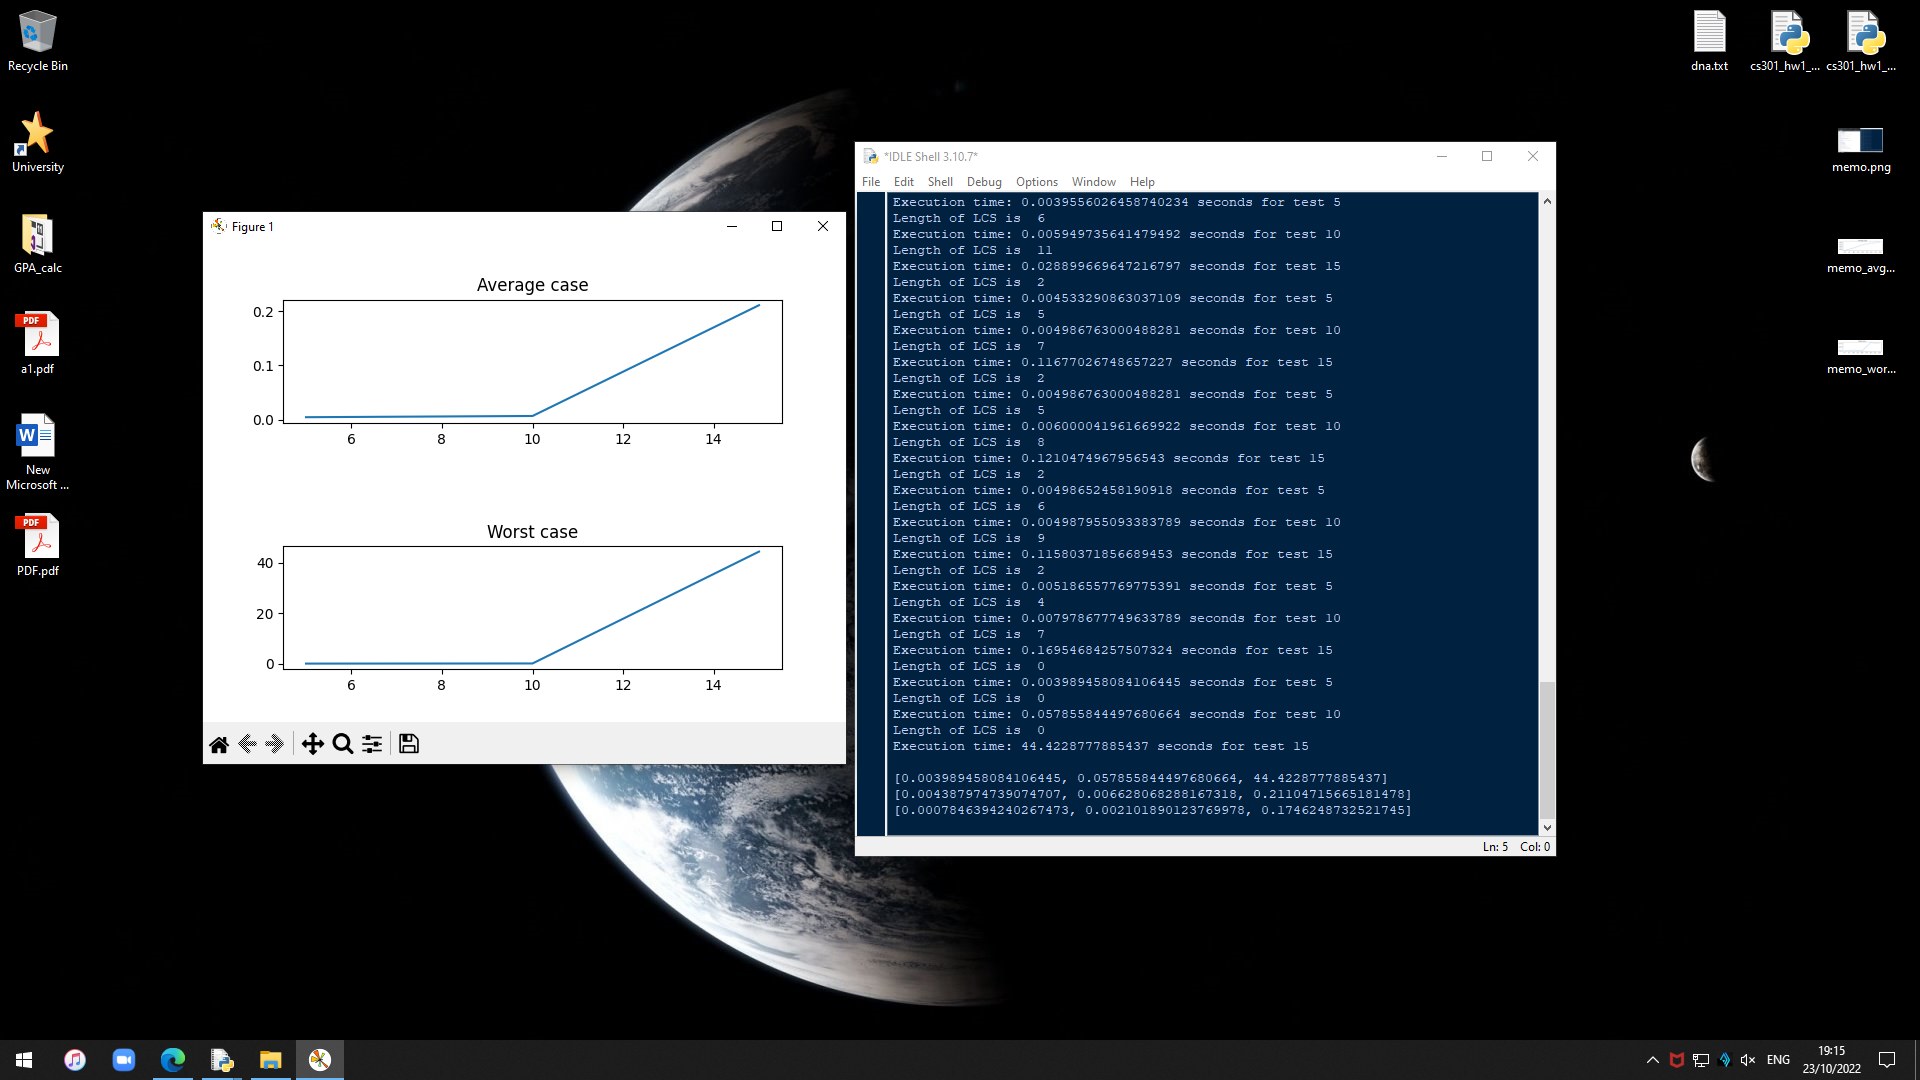 Recycle Bin
University
GPA_calc
PDF
a1.pdf
W
New
Microsoft ...
PDF
PDF.pdf
dna.txt
cs301_hw1_...
cs301_hw1_...
memo.png
memo_avg...
memo_wor...
Figure 1
Average case
0.2
0.1
0.0
6 8 10 12 14
Worst case
40
20
0
6 8 10 12 14
*IDLE Shell 3.10.7*
File Edit Shell Debug Options Window Help
Execution time: 0.0039556026458740234 seconds for test 5
Length of LCS is  6
Execution time: 0.005949735641479492 seconds for test 10
Length of LCS is  11
Execution time: 0.028899669647216797 seconds for test 15
Length of LCS is  2
Execution time: 0.004533290863037109 seconds for test 5
Length of LCS is  5
Execution time: 0.004986763000488281 seconds for test 10
Length of LCS is  7
Execution time: 0.11677026748657227 seconds for test 15
Length of LCS is  2
Execution time: 0.004986763000488281 seconds for test 5
Length of LCS is  5
Execution time: 0.006000041961669922 seconds for test 10
Length of LCS is  8
Execution time: 0.1210474967956543 seconds for test 15
Length of LCS is  2
Execution time: 0.00498652458190918 seconds for test 5
Length of LCS is  6
Execution time: 0.004987955093383789 seconds for test 10
Length of LCS is  9
Execution time: 0.11580371856689453 seconds for test 15
Length of LCS is  2
Execution time: 0.005186557769775391 seconds for test 5
Length of LCS is  4
Execution time: 0.007978677749633789 seconds for test 10
Length of LCS is  7
Execution time: 0.16954684257507324 seconds for test 15
Length of LCS is  0
Execution time: 0.003989458084106445 seconds for test 5
Length of LCS is  0
Execution time: 0.057855844497680664 seconds for test 10
Length of LCS is  0
Execution time: 44.4228777885437 seconds for test 15
[0.003989458084106445, 0.057855844497680664, 44.4228777885437]
[0.004387974739074707, 0.006628068288167318, 0.21104715665181478]
[0.0007846394240267473, 0.002101890123769978, 0.1746248732521745]
Ln: 5 Col: 0
ENG
19:15
23/10/2022